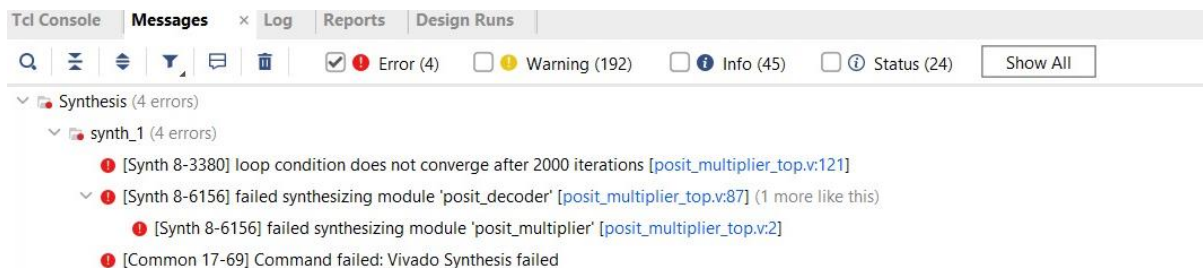 Tcl Console Messages × Log Reports Design Runs
Error (4) Warning (192) Info (45) Status (24) Show All
Synthesis (4 errors)
synth_1 (4 errors)
[Synth 8-3380] loop condition does not converge after 2000 iterations [posit_multiplier_top.v:121]
[Synth 8-6156] failed synthesizing module 'posit_decoder' [posit_multiplier_top.v:87] (1 more like this)
[Synth 8-6156] failed synthesizing module 'posit_multiplier' [posit_multiplier_top.v:2]
[Common 17-69] Command failed: Vivado Synthesis failed